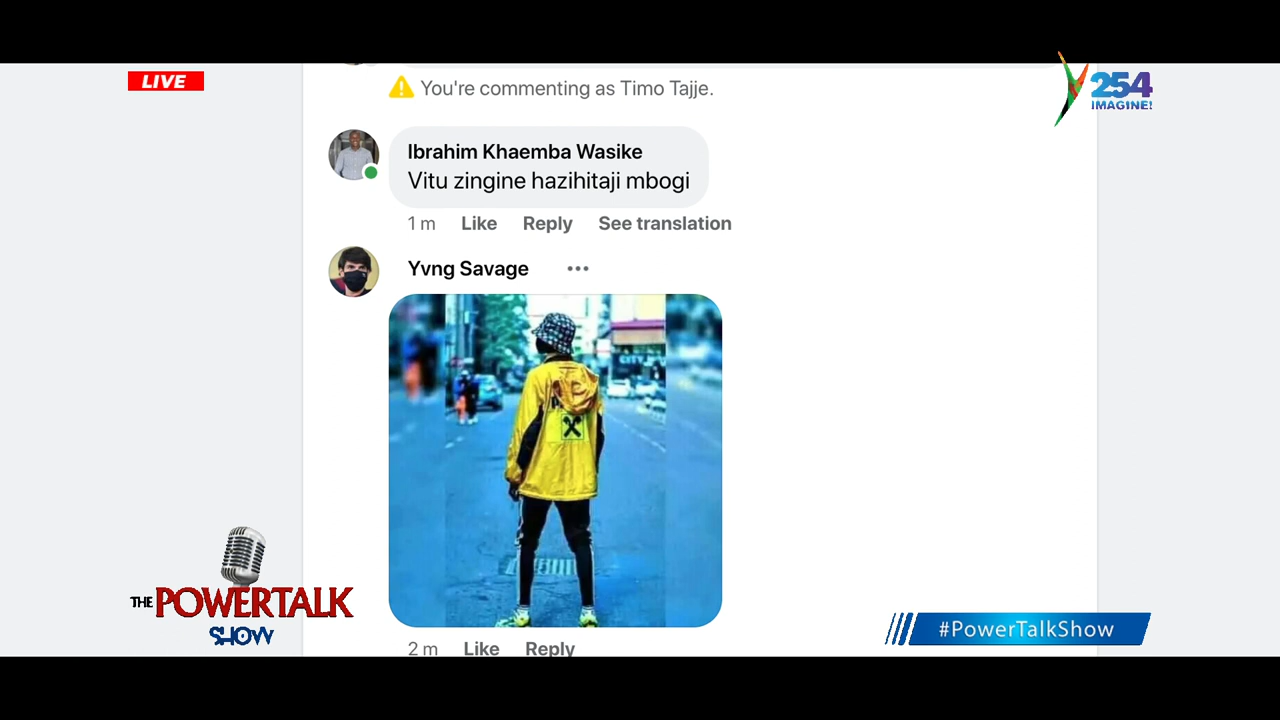 LIVE
254
IMAGINE!
You're commenting as Timo Tajje.
Ibrahim Khaemba Wasike
Vitu zingine hazihitaji mbogi
1 m Like Reply See translation
Yvng Savage
2 m Like Reply
THE POWERTALK
SHOW
#PowerTalkShow